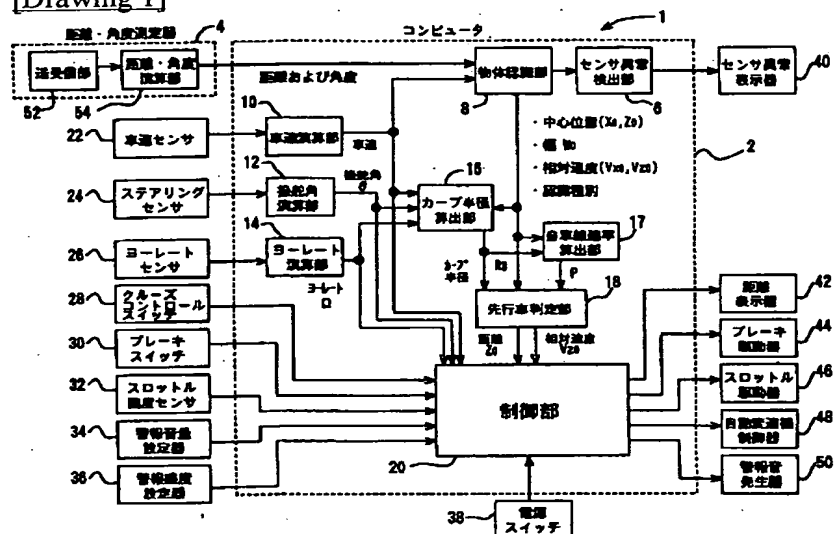 [Drawing 1]
距離・角度測定器
4
コンピュータ
1
送受信部
距離・角度
演算部
52
54
距離および角度
物体認識部
8
センサ異常
検出部
6
センサ異常
表示器
40
22
車速センサ
10
車速演算部
車速
・中心位置(X0,Z0)
・幅 W0
・相対速度(Vx0,Vz0)
・認識種別
2
24
ステアリング
センサ
12
操舵角
演算部
操舵角
θ
16
カーブ半径
算出部
26
ヨーレート
センサ
14
ヨーレート
演算部
ヨーレート
Ω
自車線確率
算出部
17
カーブ
半径
P
28
クルーズ
コントロール
スイッチ
先行車判定部
18
距離
表示器
42
30
ブレーキ
スイッチ
距離
Z0
相対速度
Vz0
ブレーキ
駆動器
44
32
スロットル
開度センサ
制御部
20
スロットル
駆動器
46
34
警報音量
設定器
自動変速機
制御器
48
36
警報感度
設定器
警報音
発生器
50
38
電源
スイッチ